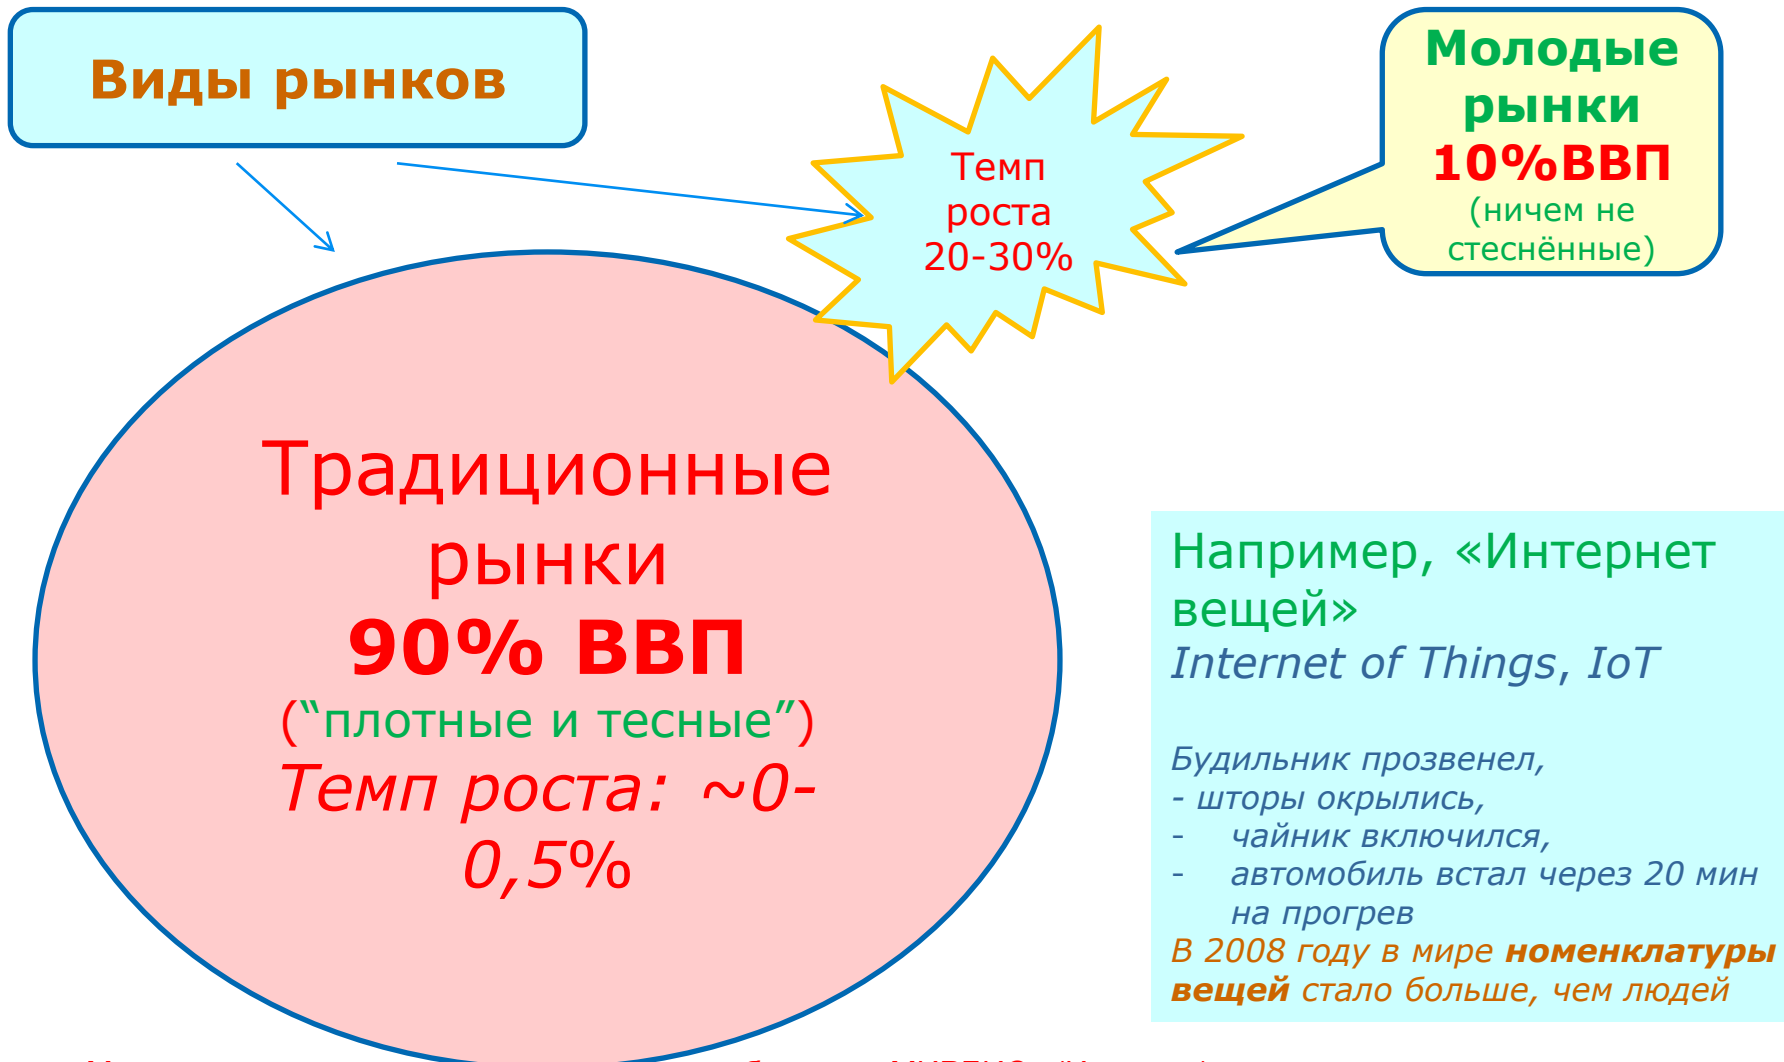 Виды рынков
Темп
роста
20-30%
Молодые
рынки
10%ВВП
(ничем не
стеснённые)
Традиционные
рынки
90% ВВП
(“плотные и тесные”)
Темп роста: ~0-
0,5%
Например, «Интернет
вещей»
Internet of Things, IoT
Будильник прозвенел,
- шторы окрылись,
- чайник включился,
- автомобиль встал через 20 мин
на прогрев
В 2008 году в мире номенклатуры
вещей стало больше, чем людей